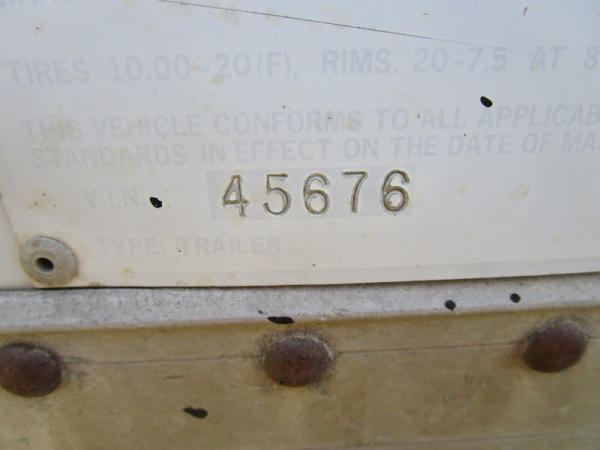 TIRES 10.00-20(F), RIMS. 20-7.5 AT 8
THIS VEHICLE CONFORMS TO ALL APPLICAB
STANDARDS IN EFFECT ON THE DATE OF MA
V.I.N. 45676
TYPE: TRAILER